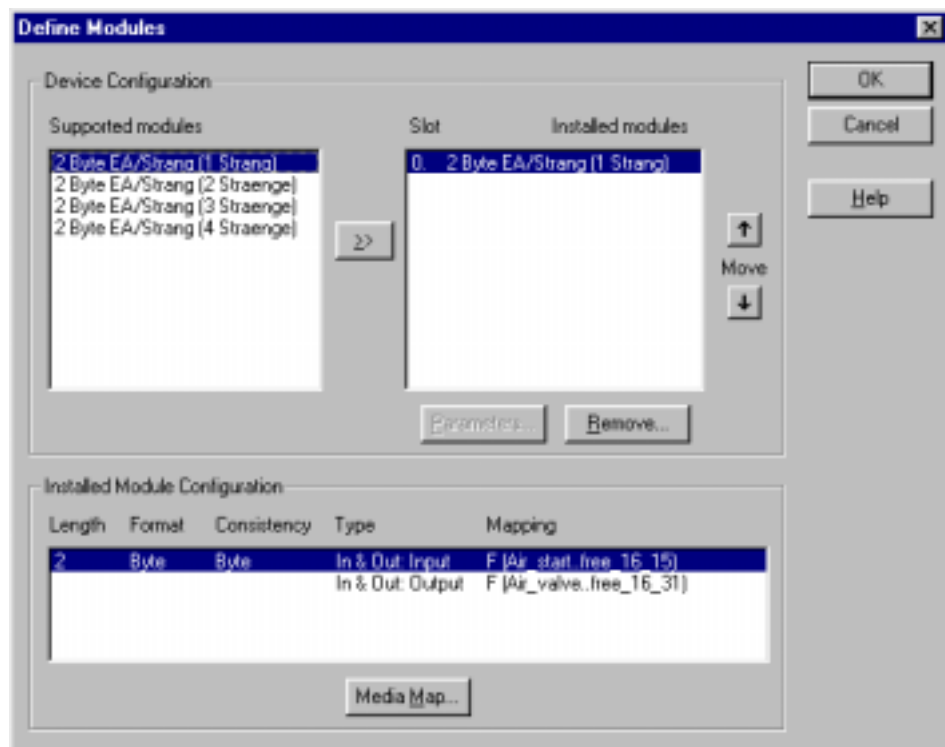 Define Modules
Device Configuration
Supported modules
Slot Installed modules
2 Byte EA/Strang (1 Strang)
2 Byte EA/Strang (2 Straenge)
2 Byte EA/Strang (3 Straenge)
2 Byte EA/Strang (4 Straenge)
>>
0. 2 Byte EA/Strang (1 Strang)
Move
Parameters...
Remove...
OK
Cancel
Help
Installed Module Configuration
Length Format Consistency Type Mapping
2 Byte Byte In & Out: Input F (Air_start..free_16_15)
In & Out: Output F (Air_valve..free_16_31)
Media Map...